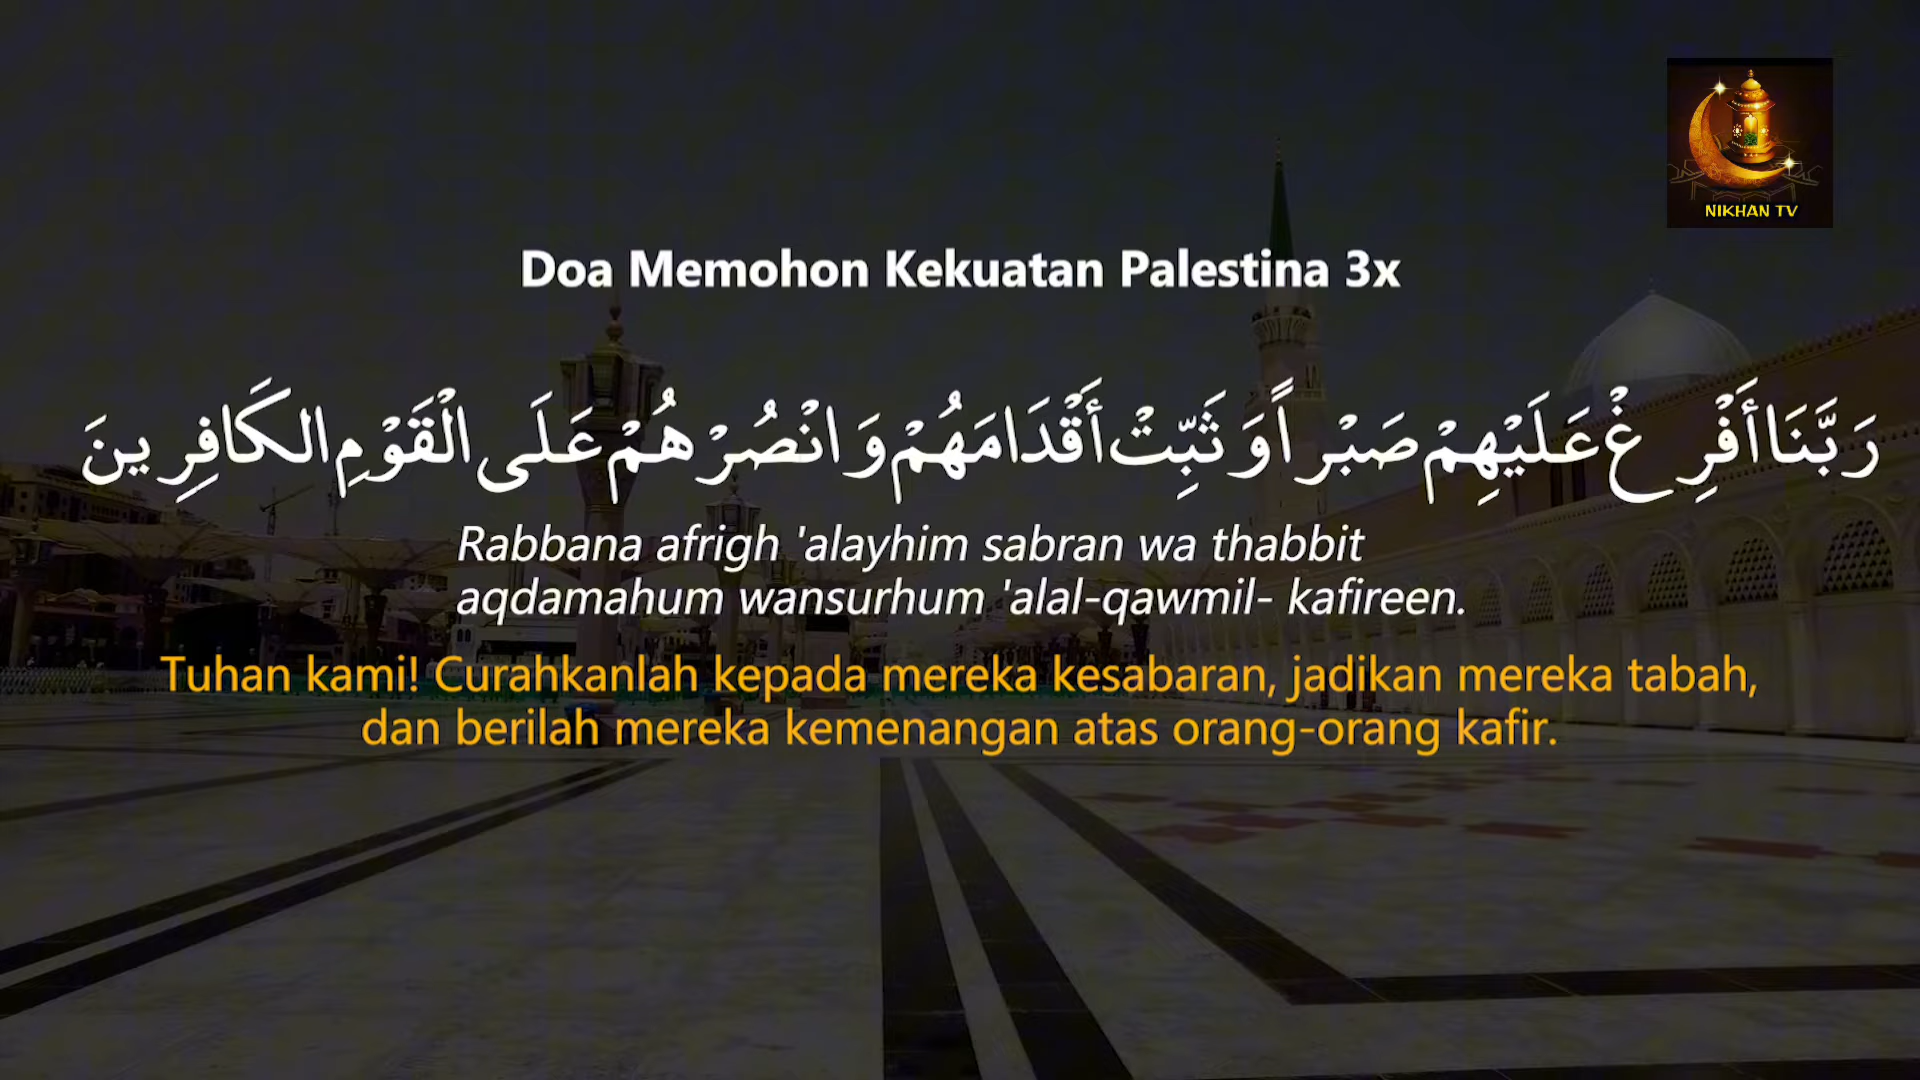 NIKHAN TV
Doa Memohon Kekuatan Palestina 3x
رَبَّنَا أَفْرِغْ عَلَيْهِمْ صَبْراً وَثَبِّتْ أَقْدَامَهُمْ وَانْصُرْهُمْ عَلَى الْقَوْمِ الكَافِرِينَ
Rabbana afrigh 'alayhim sabran wa thabbit
aqdamahum wansurhum 'alal-qawmil- kafireen.
Tuhan kami! Curahkanlah kepada mereka kesabaran, jadikan mereka tabah,
dan berilah mereka kemenangan atas orang-orang kafir.